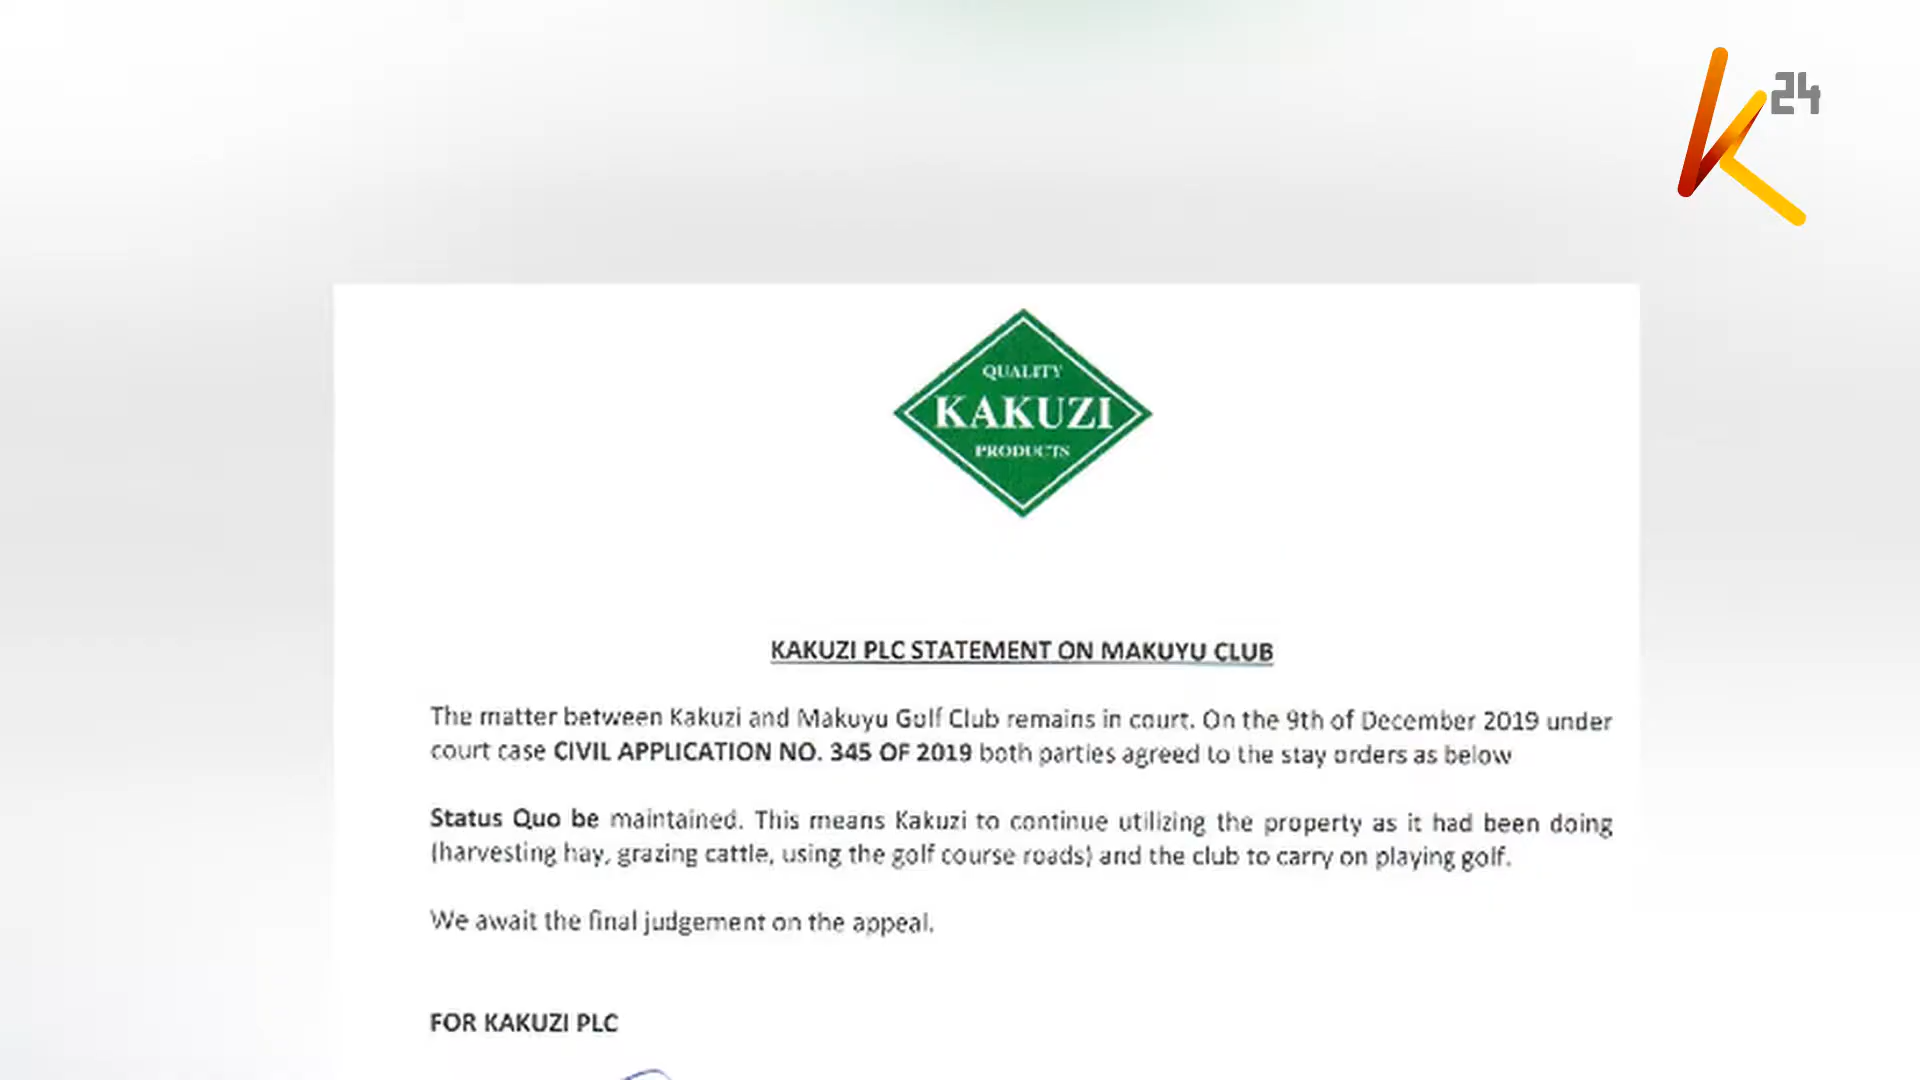 K 24
QUALITY
KAKUZI
PRODUCTS
KAKUZI PLC STATEMENT ON MAKUYU CLUB
The matter between Kakuzi and Makuyu Golf Club remains in court. On the 9th of December 2019 under
court case CIVIL APPLICATION NO. 345 OF 2019 both parties agreed to the stay orders as below
Status Quo be maintained. This means Kakuzi to continue utilizing the property as it had been doing
(harvesting hay, grazing cattle, using the golf course roads) and the club to carry on playing golf.
We await the final judgement on the appeal.
FOR KAKUZI PLC